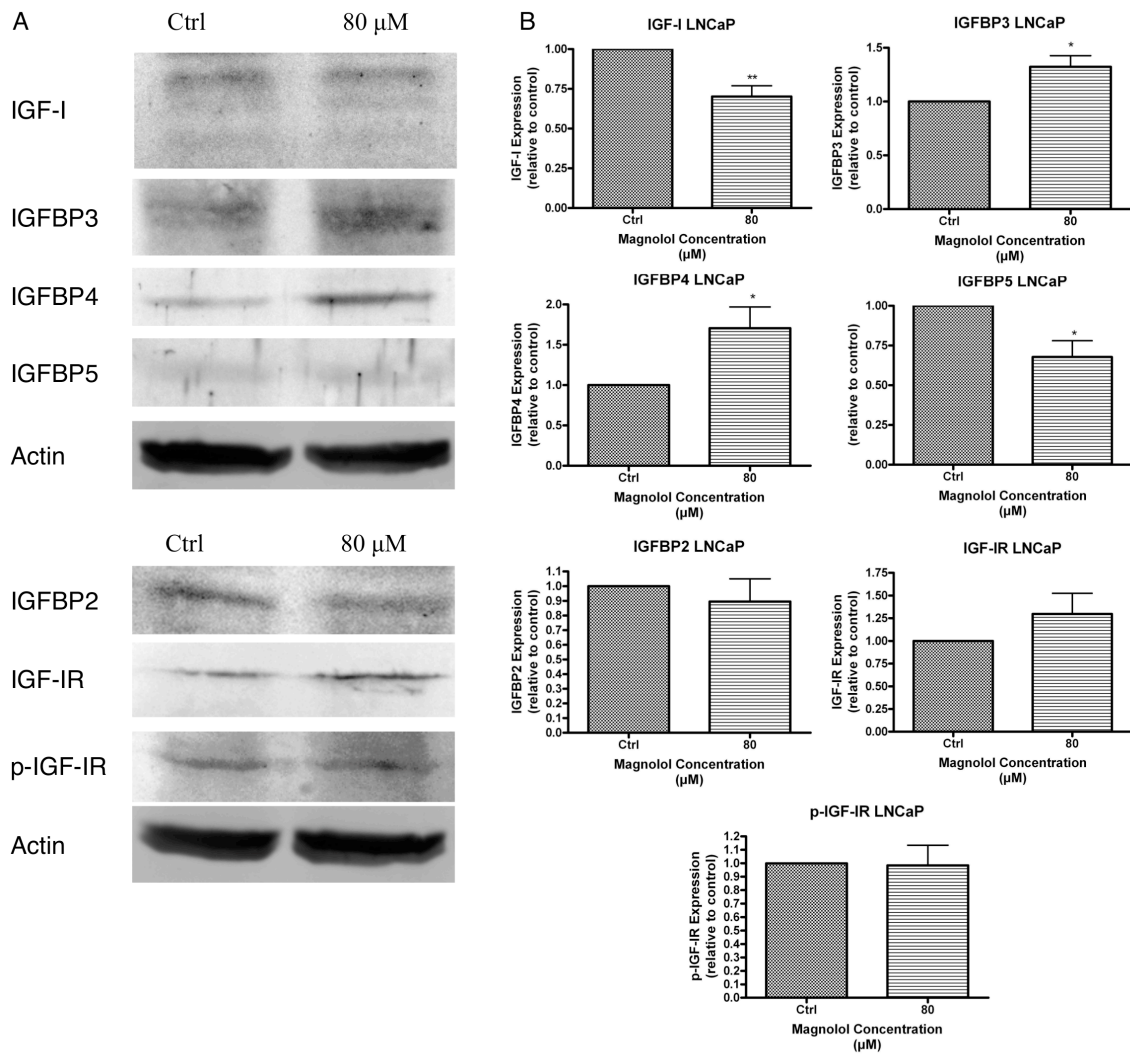 A
Ctrl 80 μM
IGF-I
IGFBP3
IGFBP4
IGFBP5
Actin
Ctrl 80 μM
IGFBP2
IGF-IR
p-IGF-IR
Actin
B
IGF-I LNCaP
IGF-I Expression
(relative to control)
1.00
0.75
0.50
0.25
0.00
**
Ctrl 80
Magnolol Concentration
(μM)
IGFBP3 LNCaP
IGFBP3 Expression
(relative to control)
1.5
1.0
0.5
0.0
*
Ctrl 80
Magnolol Concentration
(μM)
IGFBP4 LNCaP
IGFBP4 Expression
(relative to control)
2.0
1.5
1.0
0.5
0.0
*
Ctrl 80
Magnolol Concentration
(μM)
IGFBP5 LNCaP
IGFBP5 Expression
(relative to control)
1.00
0.75
0.50
0.25
0.00
*
Ctrl 80
Magnolol Concentration
(μM)
IGFBP2 LNCaP
IGFBP2 Expression
(relative to control)
1.1
1.0
0.9
0.8
0.7
0.6
0.5
0.4
0.3
0.2
0.1
0.0
Ctrl 80
Magnolol Concentration
(μM)
IGF-IR LNCaP
IGF-IR Expression
(relative to control)
1.75
1.50
1.25
1.00
0.75
0.50
0.25
0.00
Ctrl 80
Magnolol Concentration
(μM)
p-IGF-IR LNCaP
p-IGF-IR Expression
(relative to control)
1.2
1.1
1.0
0.9
0.8
0.7
0.6
0.5
0.4
0.3
0.2
0.1
0.0
Ctrl 80
Magnolol Concentration
(μM)